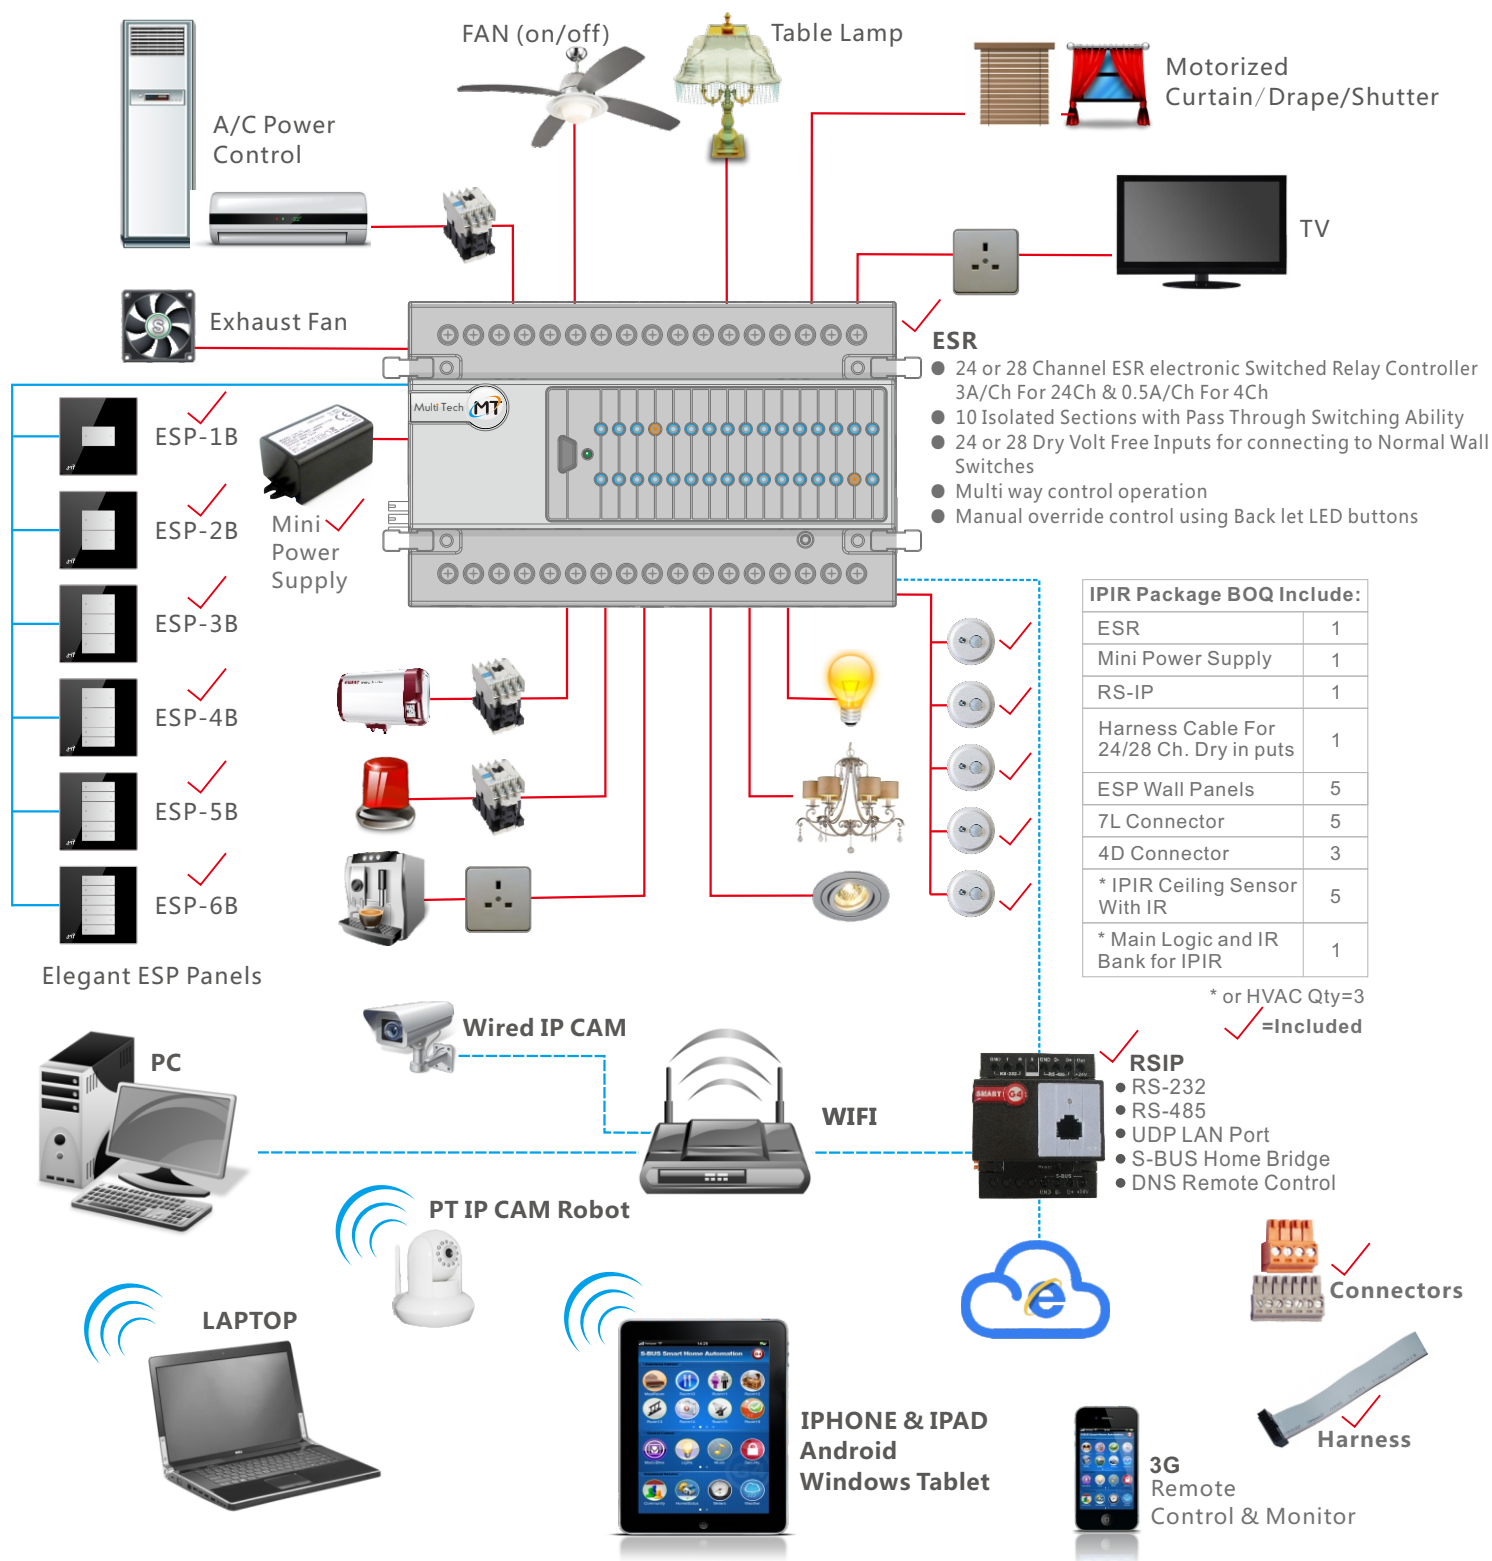 FAN (on/off)
Table Lamp
Motorized
Curtain/Drape/Shutter
A/C Power
Control
TV
Exhaust Fan
ESR
● 24 or 28 Channel ESR electronic Switched Relay Controller
3A/Ch For 24Ch & 0.5A/Ch For 4Ch
● 10 Isolated Sections with Pass Through Switching Ability
● 24 or 28 Dry Volt Free Inputs for connecting to Normal Wall
Switches
● Multi way control operation
● Manual override control using Back let LED buttons
Multi Tech MT
ESP-1B
ESP-2B
ESP-3B
ESP-4B
ESP-5B
ESP-6B
Elegant ESP Panels
Mini
Power
Supply
IPIR Package BOQ Include:
ESR 1
Mini Power Supply 1
RS-IP 1
Harness Cable For
24/28 Ch. Dry in puts 1
ESP Wall Panels 5
7L Connector 5
4D Connector 3
* IPIR Ceiling Sensor
With IR 5
* Main Logic and IR
Bank for IPIR 1
* or HVAC Qty=3
=Included
Wired IP CAM
PC
WIFI
RSIP
● RS-232
● RS-485
● UDP LAN Port
● S-BUS Home Bridge
● DNS Remote Control
SMART G4
PT IP CAM Robot
LAPTOP
Connectors
S-BUS Smart Home Automation
IPHONE & IPAD
Android
Windows Tablet
Harness
3G
Remote
Control & Monitor